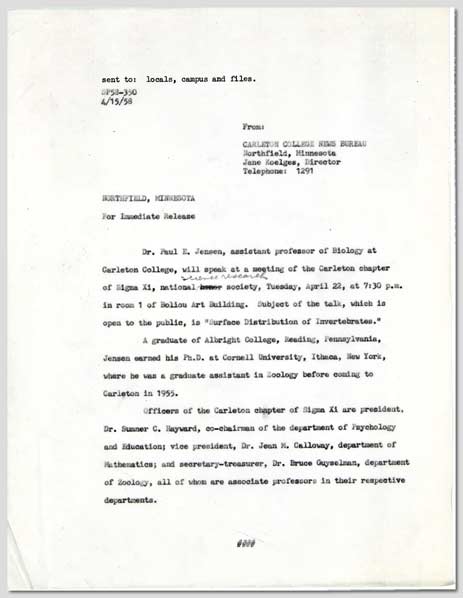 sent to: locals, campus and files.
SP58-350
4/15/58
From:
CARLETON COLLEGE NEWS BUREAU
Northfield, Minnesota
Jane Koelges, Director
Telephone: 1291
NORTHFIELD, MINNESOTA
For Immediate Release
Dr. Paul E. Jensen, assistant professor of Biology at
Carleton College, will speak at a meeting of the Carleton chapter
science research
of Sigma Xi, national honor society, Tuesday, April 22, at 7:30 p.m.
in room 1 of Boliou Art Building. Subject of the talk, which is
open to the public, is "Surface Distribution of Invertebrates."
A graduate of Albright College, Reading, Pennsylvania,
Jensen earned his Ph.D. at Cornell University, Ithaca, New York,
where he was a graduate assistant in Zoology before coming to
Carleton in 1955.
Officers of the Carleton chapter of Sigma Xi are president,
Dr. Sumner C. Hayward, co-chairman of the department of Psychology
and Education; vice president, Dr. Jean M. Calloway, department of
Mathematics; and secretary-treasurer, Dr. Bruce Guyselman, department
of Zoology, all of whom are associate professors in their respective
departments.
####